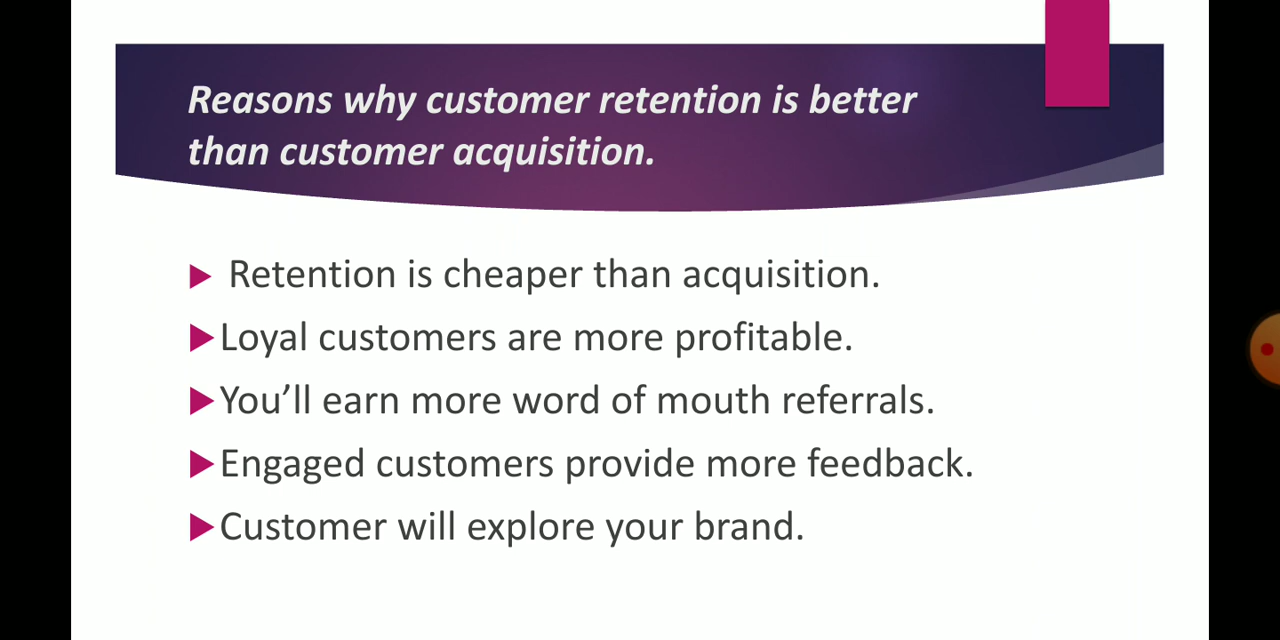 Reasons why customer retention is better
than customer acquisition.
Retention is cheaper than acquisition.
Loyal customers are more profitable.
You’ll earn more word of mouth referrals.
Engaged customers provide more feedback.
Customer will explore your brand.